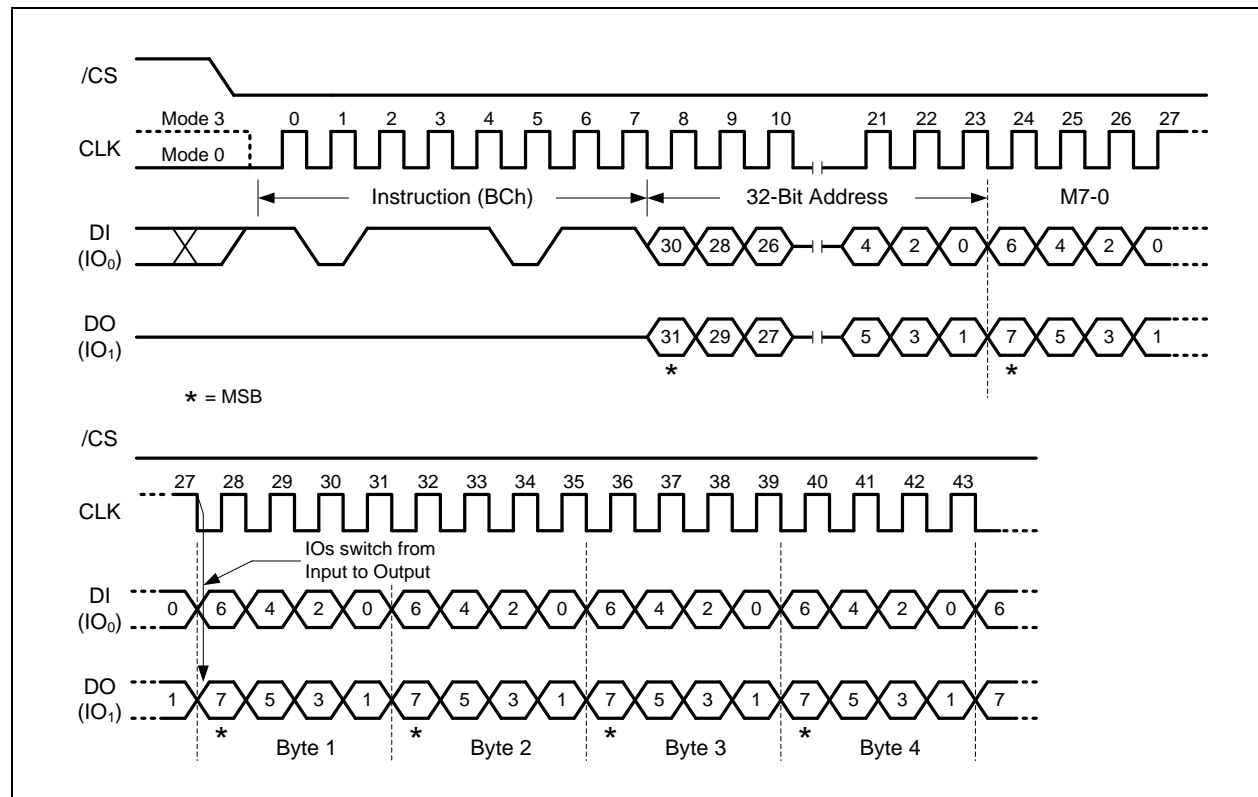 /CS
Mode 3
0 1 2 3 4 5 6 7 8 9 10 21 22 23 24 25 26 27
CLK
Mode 0
Instruction (BCh) 32-Bit Address M7-0
DI
(IO₀)
30 28 26 4 2 0 6 4 2 0
DO
(IO₁)
31 29 27 5 3 1 7 5 3 1
* *
* = MSB
/CS
27 28 29 30 31 32 33 34 35 36 37 38 39 40 41 42 43
CLK
IOs switch from
Input to Output
DI
(IO₀)
0 6 4 2 0 6 4 2 0 6 4 2 0 6 4 2 0 6
DO
(IO₁)
1 7 5 3 1 7 5 3 1 7 5 3 1 7 5 3 1 7
* * * *
Byte 1 Byte 2 Byte 3 Byte 4